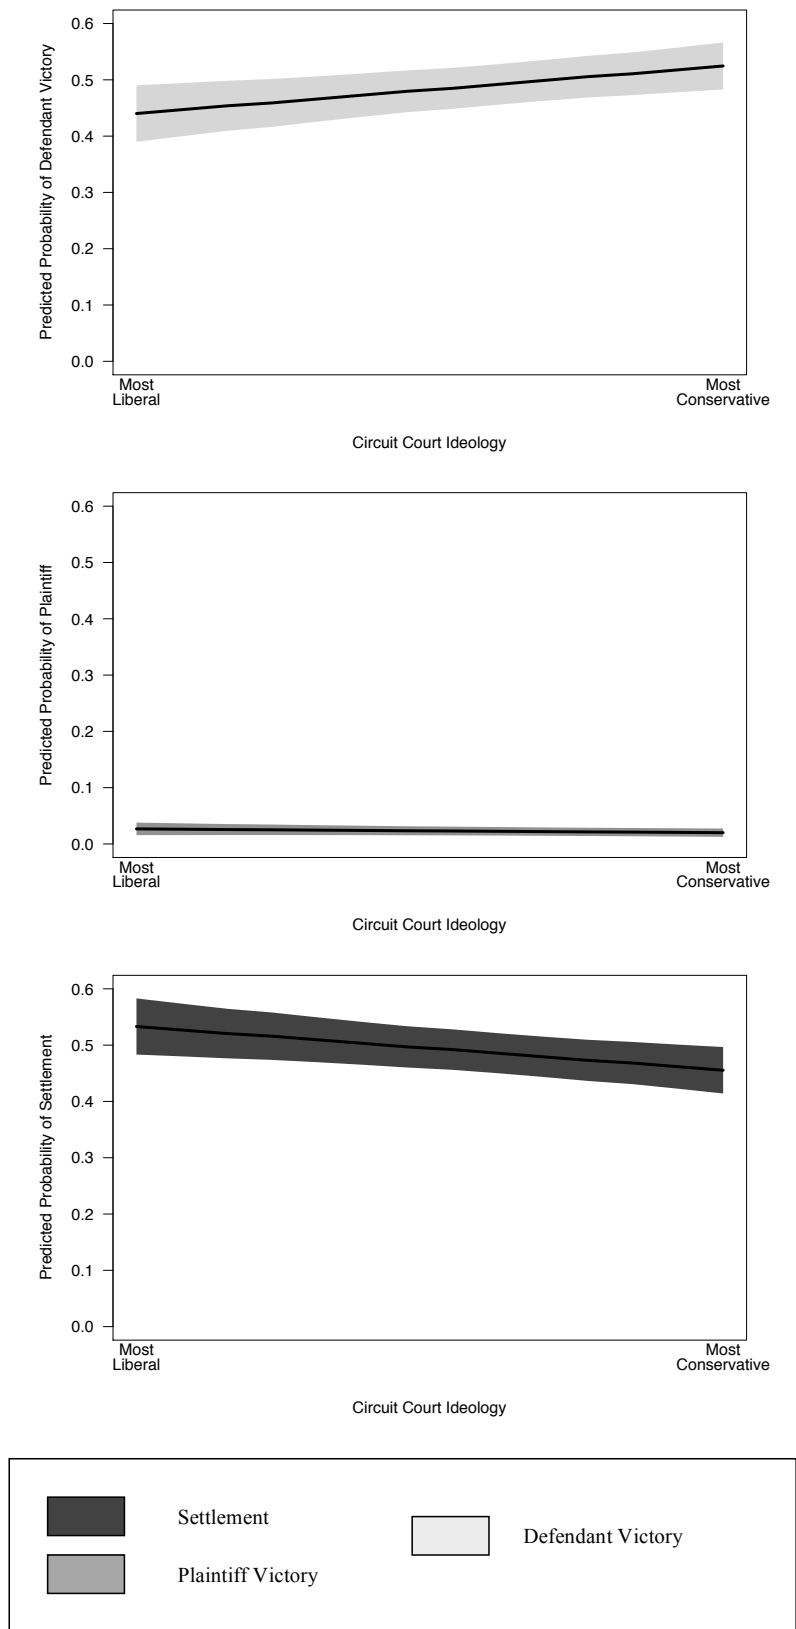 Predicted Probability of Defendant Victory
0.6
0.5
0.4
0.3
0.2
0.1
0.0
Most
Liberal
Most
Conservative
Circuit Court Ideology
Predicted Probability of Plaintiff
0.6
0.5
0.4
0.3
0.2
0.1
0.0
Most
Liberal
Most
Conservative
Circuit Court Ideology
Predicted Probability of Settlement
0.6
0.5
0.4
0.3
0.2
0.1
0.0
Most
Liberal
Most
Conservative
Circuit Court Ideology
Settlement
Plaintiff Victory
Defendant Victory